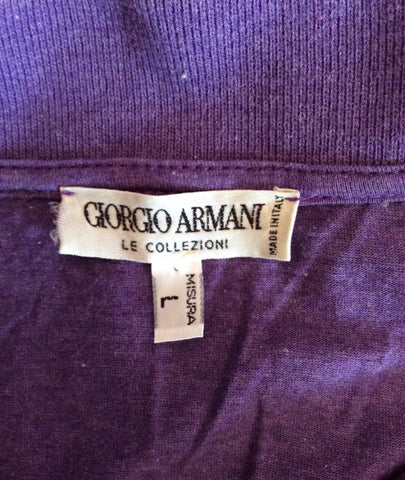 GIORGIO ARMANI
LE COLLEZIONI
MADE IN ITALY
MISURA
L